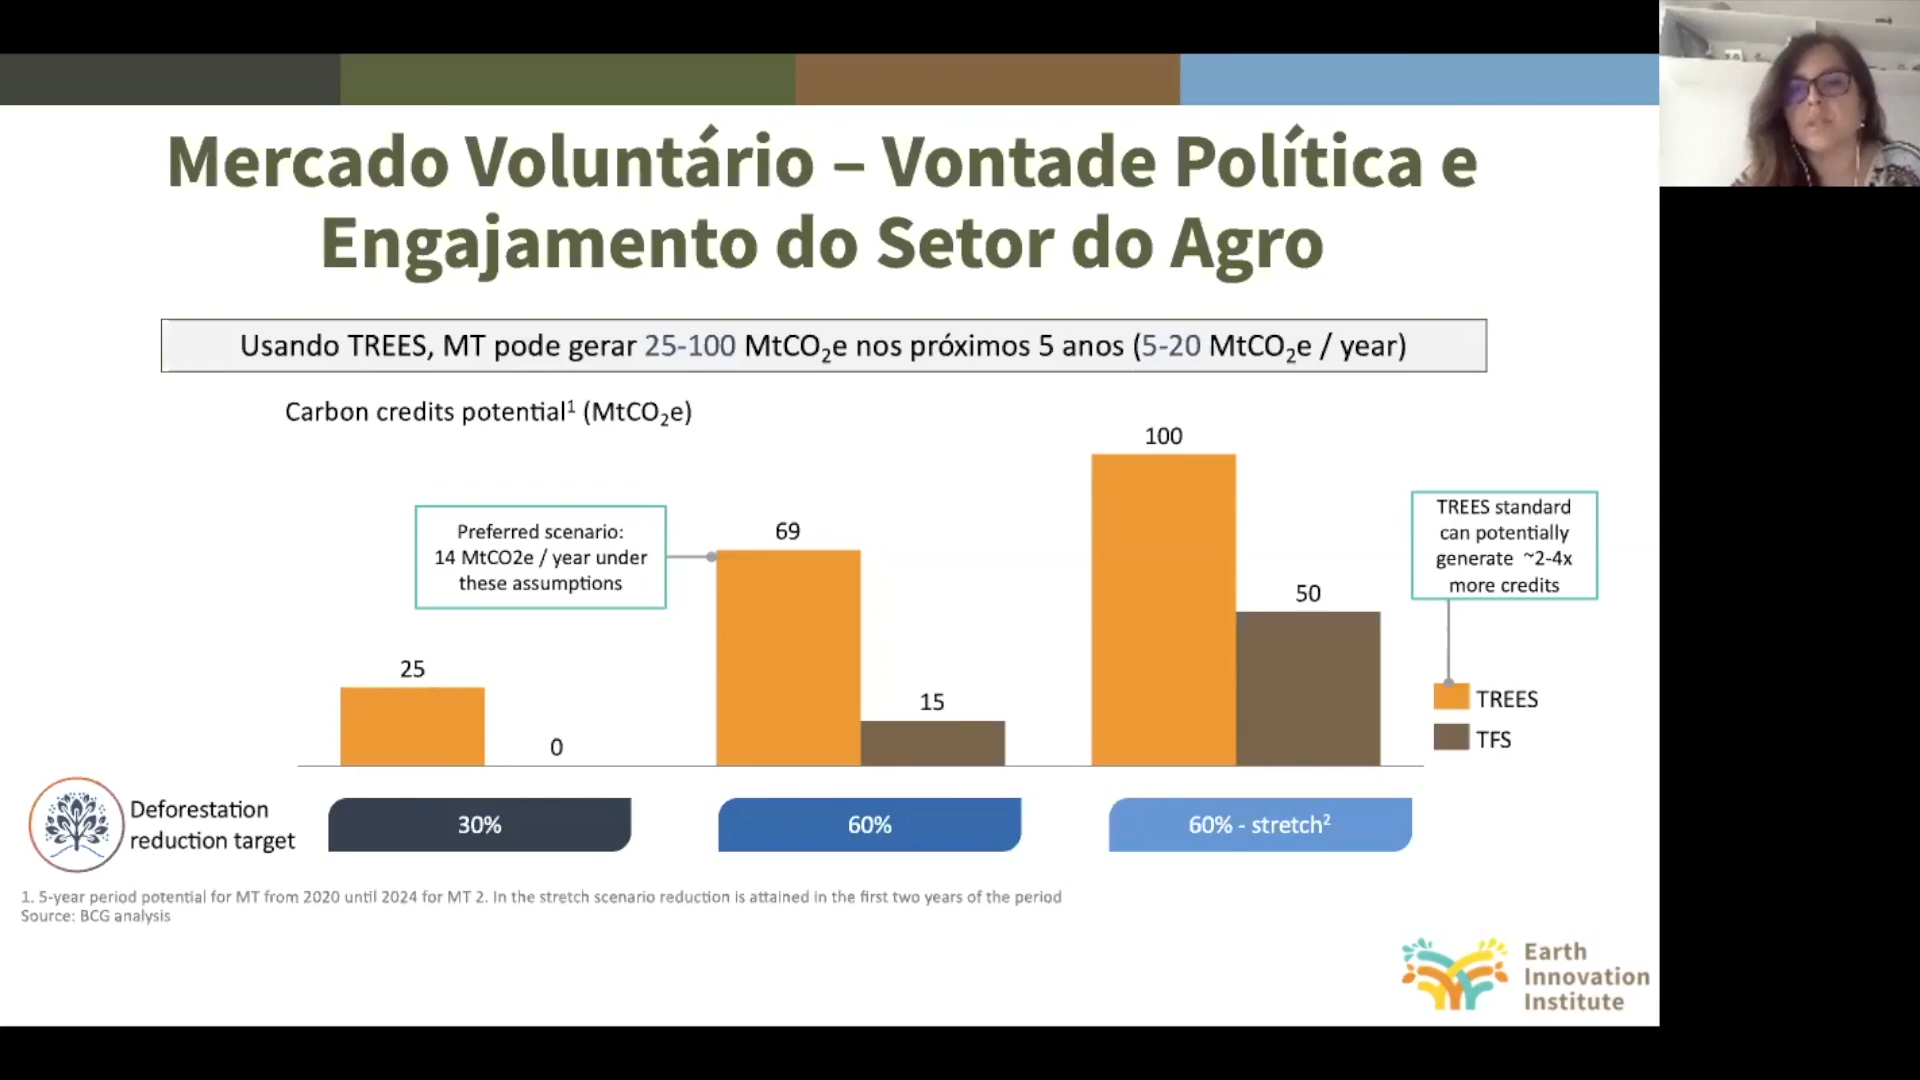 Mercado Voluntário – Vontade Política e
Engajamento do Setor do Agro
Usando TREES, MT pode gerar 25-100 MtCO₂e nos próximos 5 anos (5-20 MtCO₂e / year)
Carbon credits potential¹ (MtCO₂e)
100
Preferred scenario:
14 MtCO2e / year under
these assumptions
69
TREES standard
can potentially
generate ~2-4x
more credits
50
25
0
15
TREES
TFS
Deforestation
reduction target
30%
60%
60% - stretch²
1. 5-year period potential for MT from 2020 until 2024 for MT 2. In the stretch scenario reduction is attained in the first two years of the period
Source: BCG analysis
Earth
Innovation
Institute